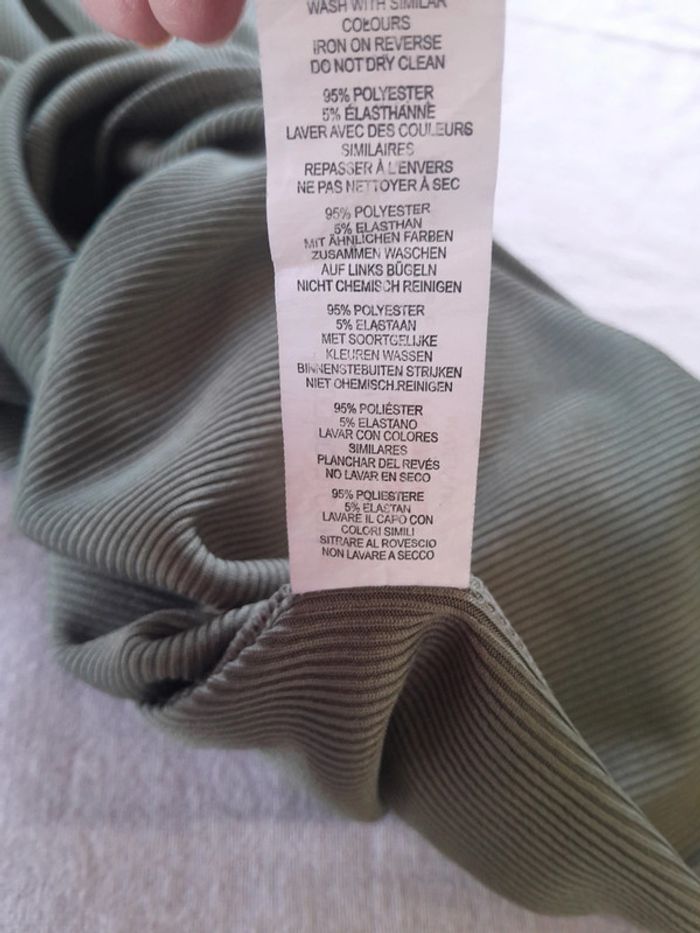 WASH WITH SIMILAR
COLOURS
IRON ON REVERSE
DO NOT DRY CLEAN
95% POLYESTER
5% ÉLASTHANNE
LAVER AVEC DES COULEURS
SIMILAIRES
REPASSER À L'ENVERS
NE PAS NETTOYER À SEC
95% POLYESTER
5% ELASTHAN
MIT ÄHNLICHEN FARBEN
ZUSAMMEN WASCHEN
AUF LINKS BÜGELN
NICHT CHEMISCH REINIGEN
95% POLYESTER
5% ELASTAAN
MET SOORTGELIJKE
KLEUREN WASSEN
BINNENSTEBUITEN STRIJKEN
NIET CHEMISCH.REINIGEN
95% POLIÉSTER
5% ELASTANO
LAVAR CON COLORES
SIMILARES
PLANCHAR DEL REVÉS
NO LAVAR EN SECO
95% POLIESTERE
5% ELASTAN
LAVARE IL CAPO CON
COLORI SIMILI
SITRARE AL ROVESCIO
NON LAVARE A SECCO